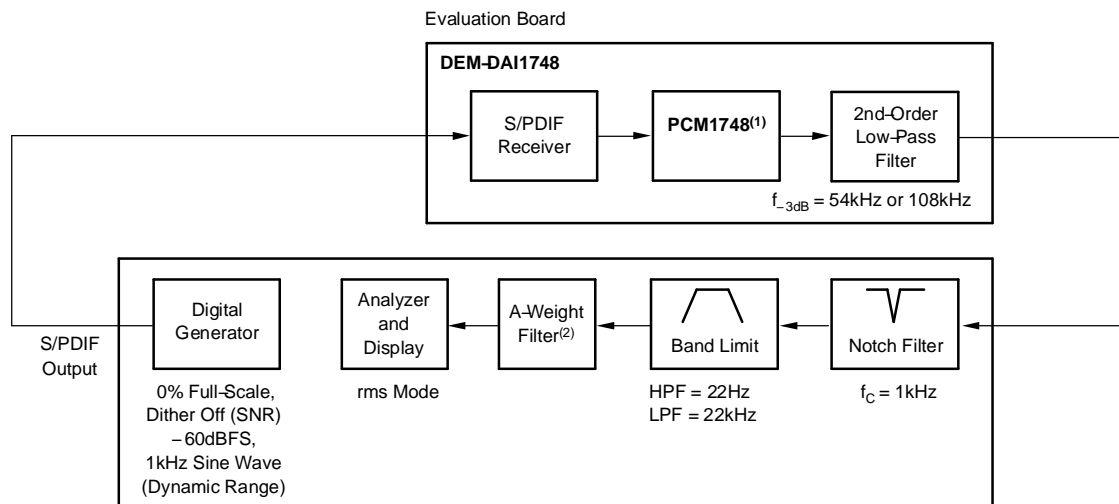 Evaluation Board
DEM–DAI1748
S/PDIF
Receiver
PCM1748(1)
2nd–Order
Low–Pass
Filter
f–3dB = 54kHz or 108kHz
S/PDIF
Output
Digital
Generator
0% Full–Scale,
Dither Off (SNR)
–60dBFS,
1kHz Sine Wave
(Dynamic Range)
Analyzer
and
Display
rms Mode
A–Weight
Filter(2)
Band Limit
HPF = 22Hz
LPF = 22kHz
Notch Filter
fC = 1kHz